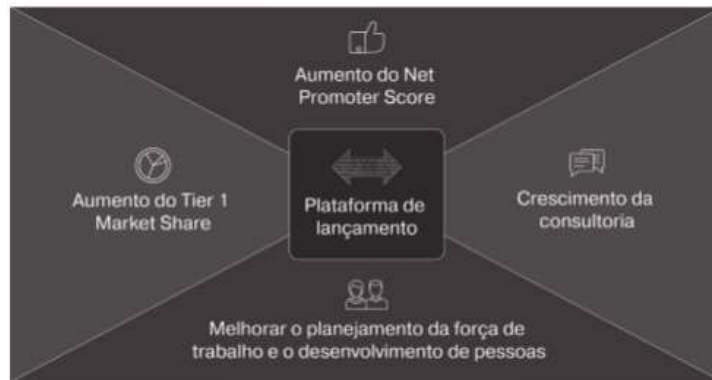 Aumento do Net
Promoter Score
Aumento do Tier 1
Market Share
Plataforma de
lançamento
Crescimento da
consultoria
Melhorar o planejamento da força de
trabalho e o desenvolvimento de pessoas